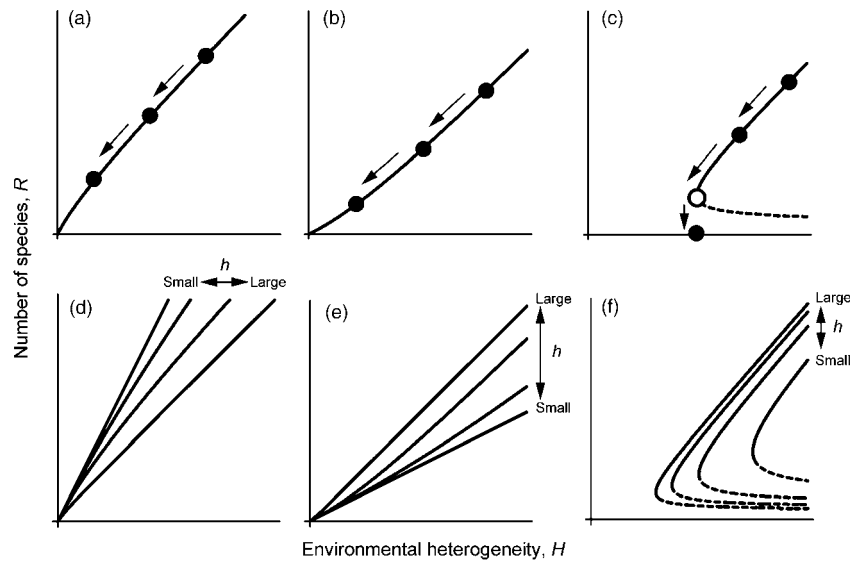 (a)
(b)
(c)
Number of species, R
h
Small Large
(d)
(e)
Large
h
Small
(f)
Large
h
Small
Environmental heterogeneity, H